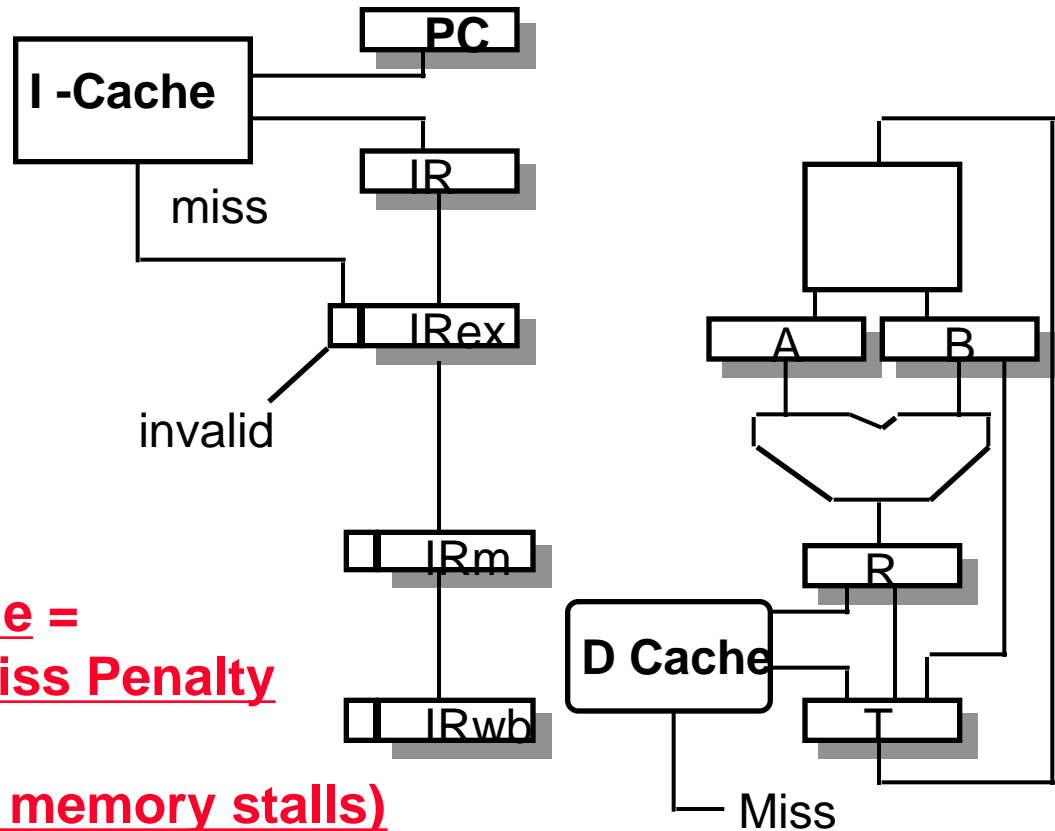 PC
I -Cache
IR
miss
IRex
A
B
invalid
IRm
R
e =
D Cache
iss Penalty
IRwb
T
memory stalls)
Miss